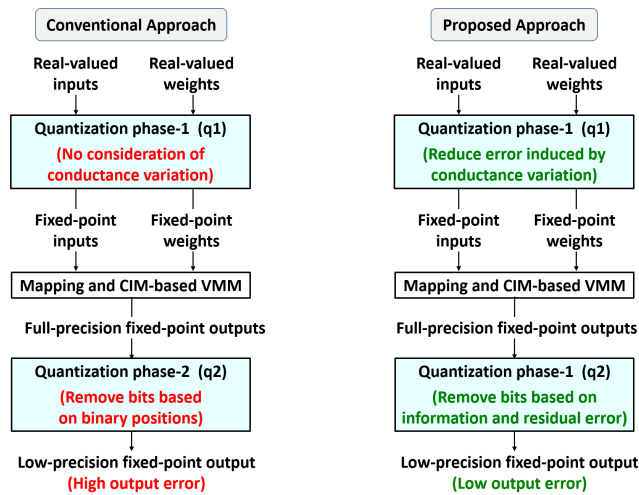 Conventional Approach
Real-valued inputs
Real-valued weights
Quantization phase-1 (q1)
(No consideration of
conductance variation)
Fixed-point inputs
Fixed-point weights
Mapping and CIM-based VMM
Full-precision fixed-point outputs
Quantization phase-2 (q2)
(Remove bits based
on binary positions)
Low-precision fixed-point output
(High output error)
Proposed Approach
Real-valued inputs
Real-valued weights
Quantization phase-1 (q1)
(Reduce error induced by
conductance variation)
Fixed-point inputs
Fixed-point weights
Mapping and CIM-based VMM
Full-precision fixed-point outputs
Quantization phase-1 (q2)
(Remove bits based on
information and residual error)
Low-precision fixed-point output
(Low output error)